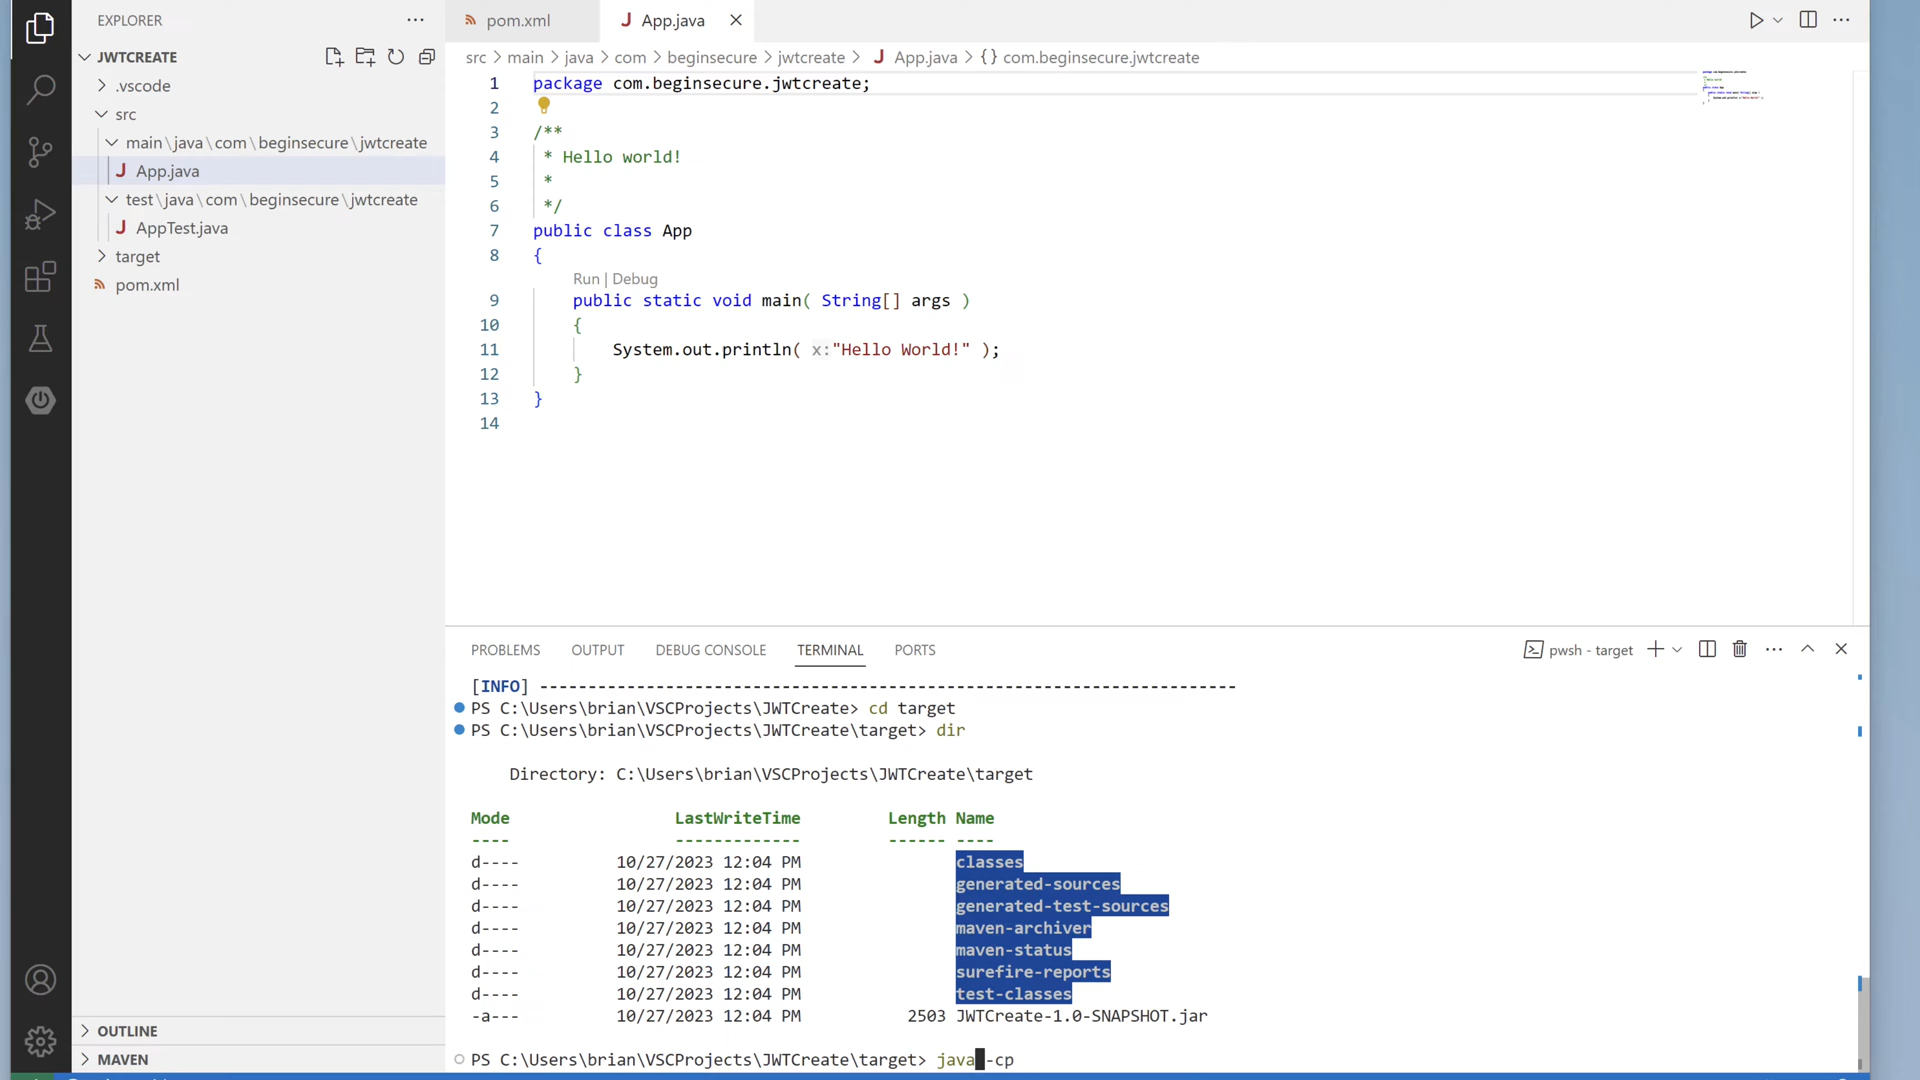 EXPLORER
JWTCREATE
.vscode
src
main\java\com\beginsecure\jwtcreate
App.java
test\java\com\beginsecure\jwtcreate
AppTest.java
target
pom.xml
OUTLINE
MAVEN
pom.xml
App.java
src > main > java > com > beginsecure > jwtcreate > App.java > {} com.beginsecure.jwtcreate
1 package com.beginsecure.jwtcreate;
2
3 /**
4 * Hello world!
5 *
6 */
7 public class App
8 {
Run | Debug
9 public static void main( String[] args )
10 {
11 System.out.println( x:"Hello World!" );
12 }
13 }
14
PROBLEMS OUTPUT DEBUG CONSOLE TERMINAL PORTS
pwsh - target
[INFO] ------------------------------------------------------------------------
PS C:\Users\brian\VSCProjects\JWTCreate> cd target
PS C:\Users\brian\VSCProjects\JWTCreate\target> dir
Directory: C:\Users\brian\VSCProjects\JWTCreate\target
Mode LastWriteTime Length Name
---- ------------- ------ ----
d---- 10/27/2023 12:04 PM classes
d---- 10/27/2023 12:04 PM generated-sources
d---- 10/27/2023 12:04 PM generated-test-sources
d---- 10/27/2023 12:04 PM maven-archiver
d---- 10/27/2023 12:04 PM maven-status
d---- 10/27/2023 12:04 PM surefire-reports
d---- 10/27/2023 12:04 PM test-classes
-a--- 10/27/2023 12:04 PM 2503 JWTCreate-1.0-SNAPSHOT.jar
PS C:\Users\brian\VSCProjects\JWTCreate\target> java -cp